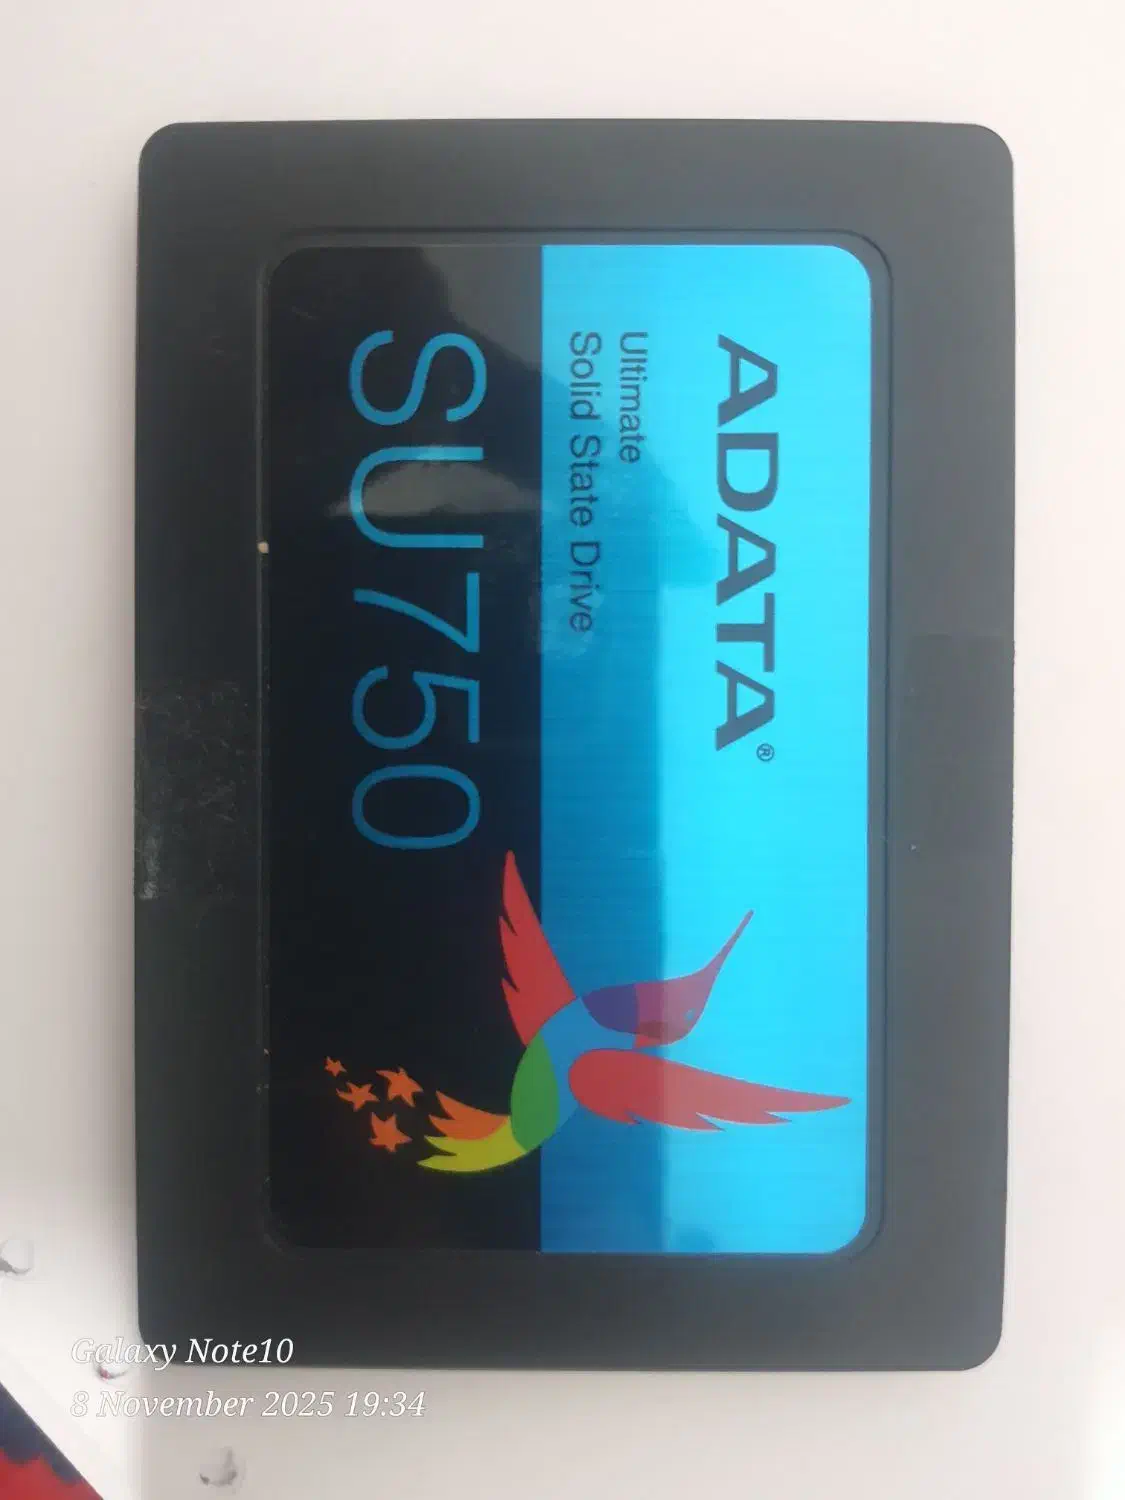 ADATA®
Ultimate
Solid State Drive
SU750
Galaxy Note10
8 November 2025 19:34